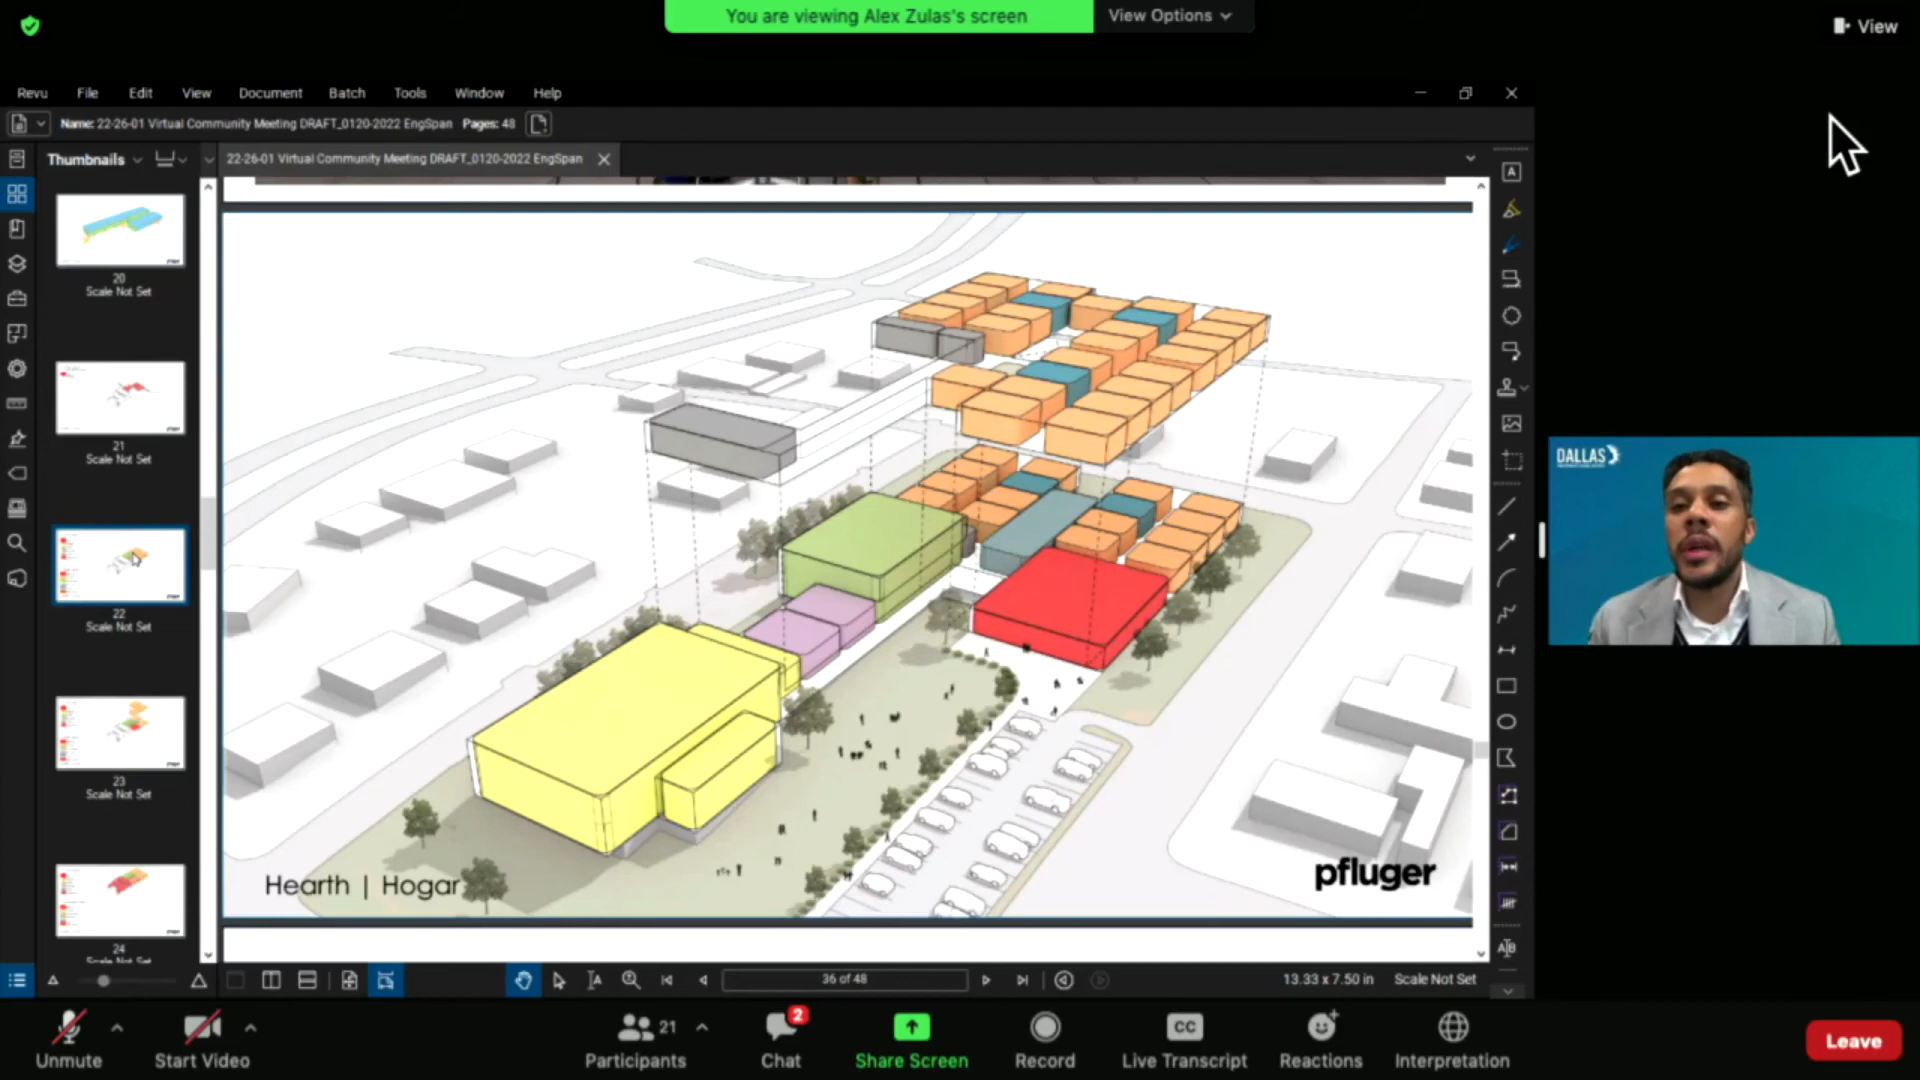 You are viewing Alex Zulas's screen
View Options
View
Revu File Edit View Document Batch Tools Window Help
Name: 22-26-01 Virtual Community Meeting DRAFT_0120-2022 EngSpan Pages: 48
Thumbnails
22-26-01 Virtual Community Meeting DRAFT_0120-2022 EngSpan
20
Scale Not Set
21
Scale Not Set
22
Scale Not Set
23
Scale Not Set
24
Scale Not Set
Hearth | Hogar
pfluger
DALLAS
36 of 48
13.33 x 7.50 in
Scale Not Set
Unmute
Start Video
21
Participants
2
Chat
Share Screen
Record
CC
Live Transcript
Reactions
Interpretation
Leave